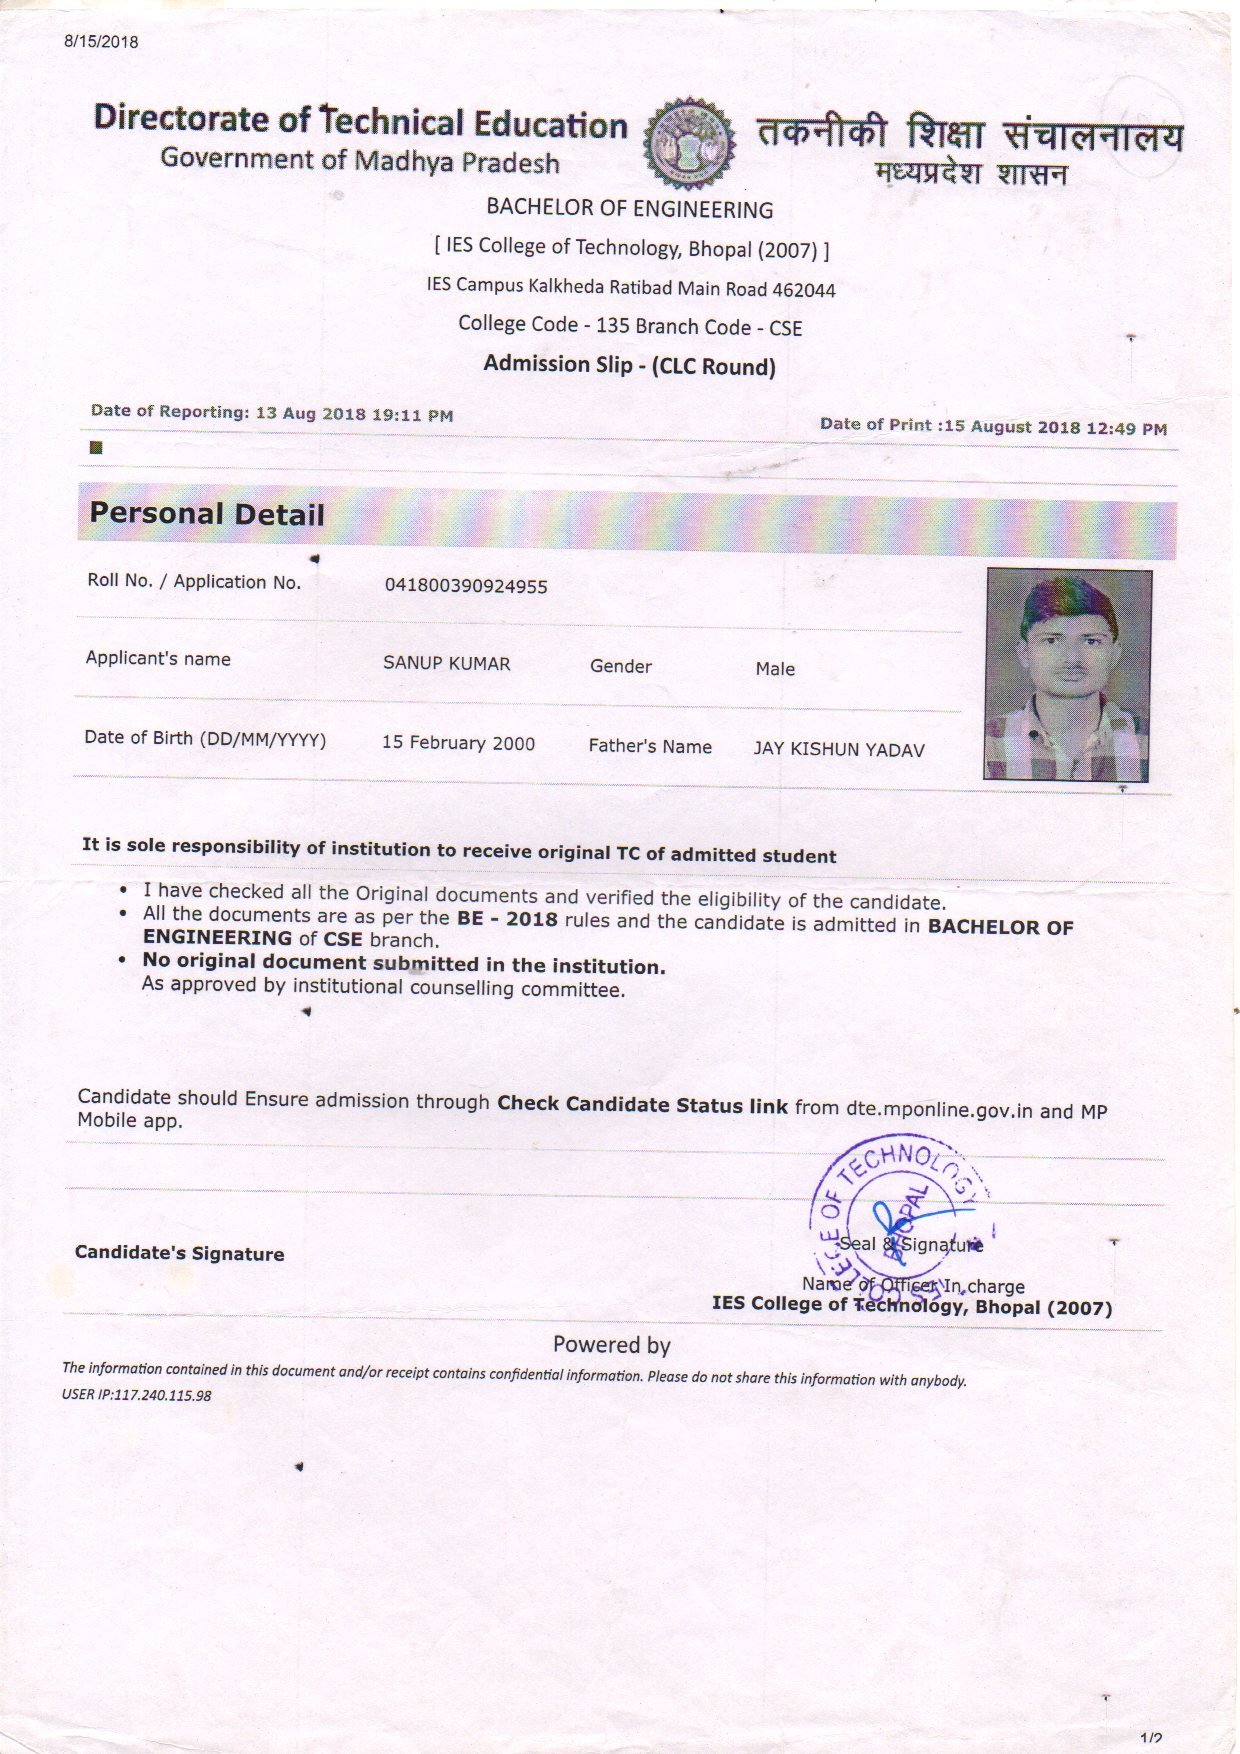 8/15/2018
Directorate of Technical Education
Government of Madhya Pradesh
तकनीकी शिक्षा संचालनालय
मध्यप्रदेश शासन
BACHELOR OF ENGINEERING
[ IES College of Technology, Bhopal (2007) ]
IES Campus Kalkheda Ratibad Main Road 462044
College Code - 135 Branch Code - CSE
Admission Slip - (CLC Round)
Date of Reporting: 13 Aug 2018 19:11 PM
Date of Print :15 August 2018 12:49 PM
Personal Detail
Roll No. / Application No. 041800390924955
Applicant's name SANUP KUMAR Gender Male
Date of Birth (DD/MM/YYYY) 15 February 2000 Father's Name JAY KISHUN YADAV
It is sole responsibility of institution to receive original TC of admitted student
• I have checked all the Original documents and verified the eligibility of the candidate.
• All the documents are as per the BE - 2018 rules and the candidate is admitted in BACHELOR OF
ENGINEERING of CSE branch.
• No original document submitted in the institution.
As approved by institutional counselling committee.
Candidate should Ensure admission through Check Candidate Status link from dte.mponline.gov.in and MP
Mobile app.
IES COLLEGE OF TECHNOLOGY
BHOPAL
Candidate's Signature
Seal & Signature
Name of Officer In charge
IES College of Technology, Bhopal (2007)
Powered by
The information contained in this document and/or receipt contains confidential information. Please do not share this information with anybody.
USER IP:117.240.115.98
1/2